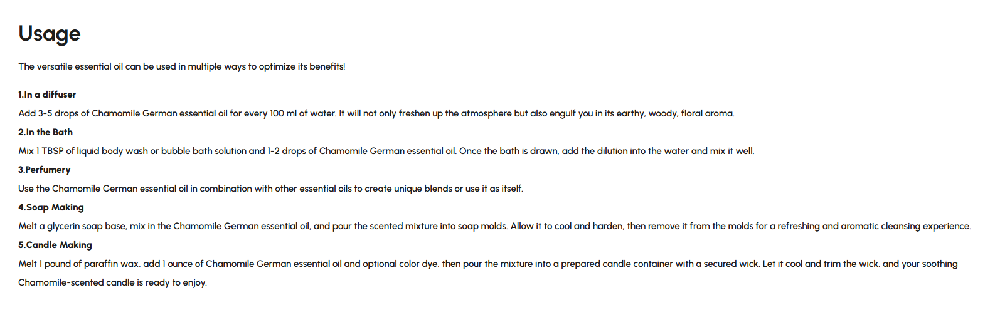 Usage
The versatile essential oil can be used in multiple ways to optimize its benefits!
1.In a diffuser
Add 3-5 drops of Chamomile German essential oil for every 100 ml of water. It will not only freshen up the atmosphere but also engulf you in its earthy, woody, floral aroma.
2.In the Bath
Mix 1 TBSP of liquid body wash or bubble bath solution and 1-2 drops of Chamomile German essential oil. Once the bath is drawn, add the dilution into the water and mix it well.
3.Perfumery
Use the Chamomile German essential oil in combination with other essential oils to create unique blends or use it as itself.
4.Soap Making
Melt a glycerin soap base, mix in the Chamomile German essential oil, and pour the scented mixture into soap molds. Allow it to cool and harden, then remove it from the molds for a refreshing and aromatic cleansing experience.
5.Candle Making
Melt 1 pound of paraffin wax, add 1 ounce of Chamomile German essential oil and optional color dye, then pour the mixture into a prepared candle container with a secured wick. Let it cool and trim the wick, and your soothing
Chamomile-scented candle is ready to enjoy.